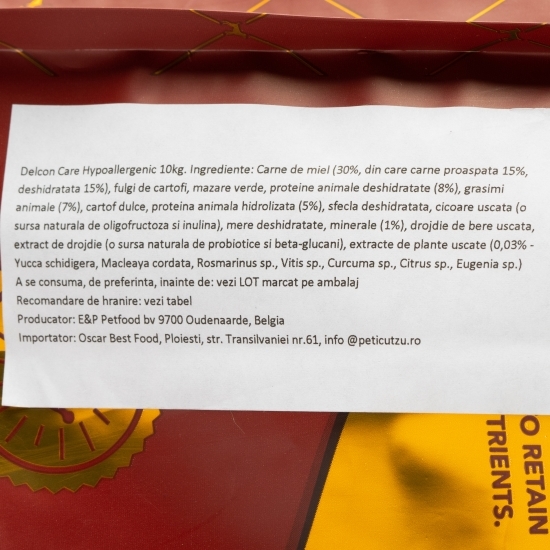 Delcon Care Hypoallergenic 10kg. Ingrediente: Carne de miel (30%, din care carne proaspata 15%,
deshidratata 15%), fulgi de cartofi, mazare verde, proteine animale deshidratate (8%), grasimi
animale (7%), cartof dulce, proteina animala hidrolizata (5%), sfecla deshidratata, cicoare uscata (o
sursa naturala de oligofructoza si inulina), mere deshidratate, minerale (1%), drojdie de bere uscata,
extract de drojdie (o sursa naturala de probiotice si beta-glucani), extracte de plante uscate (0,03% -
Yucca schidigera, Macleaya cordata, Rosmarinus sp., Vitis sp., Curcuma sp., Citrus sp., Eugenia sp.)
A se consuma, de preferinta, inainte de: vezi LOT marcat pe ambalaj
Recomandare de hranire: vezi tabel
Producator: E&P Petfood bv 9700 Oudenaarde, Belgia
Importator: Oscar Best Food, Ploiesti, str. Transilvaniei nr.61, info @peticutzu.ro
O RETAIN
TRIENTS.